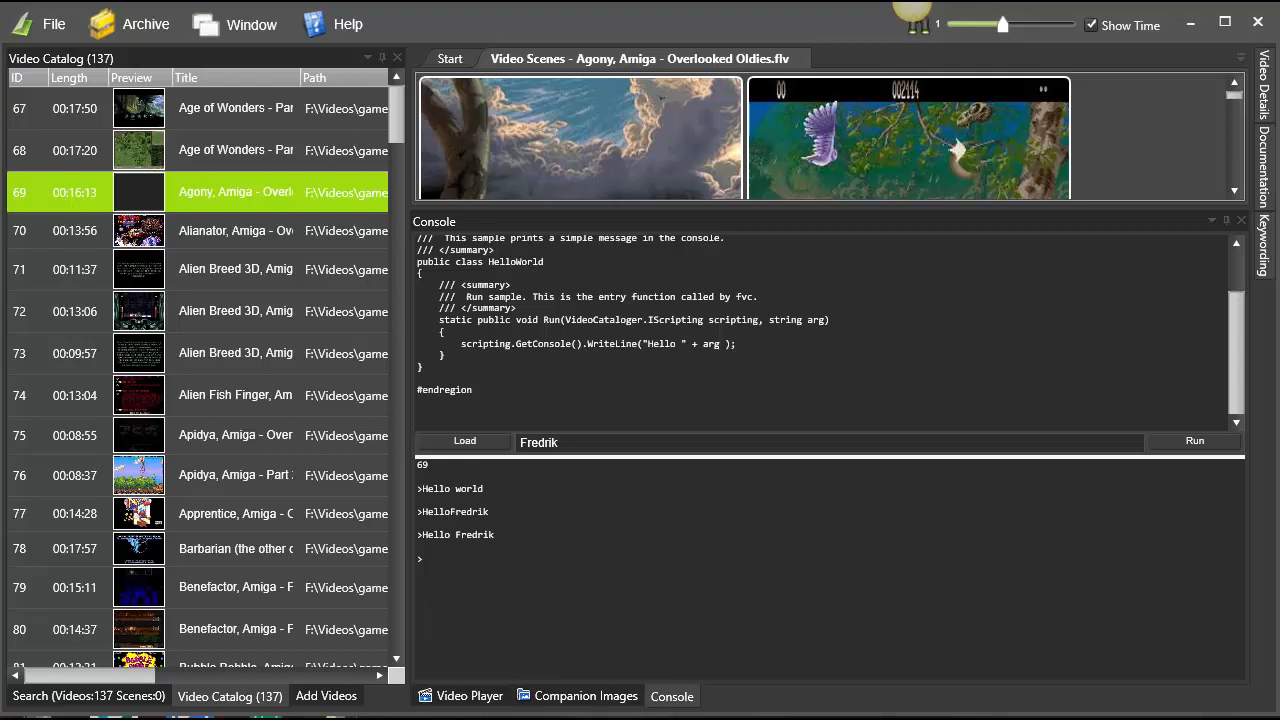 File Archive Window Help 1 Show Time
Video Catalog (137)
ID Length Preview Title Path
67 00:17:50 Age of Wonders - Par F:\Videos\game
68 00:17:20 Age of Wonders - Par F:\Videos\game
69 00:16:13 Agony, Amiga - Overl F:\Videos\game
70 00:13:56 Alianator, Amiga - Ov F:\Videos\game
71 00:11:37 Alien Breed 3D, Amig F:\Videos\game
72 00:13:06 Alien Breed 3D, Amig F:\Videos\game
73 00:09:57 Alien Breed 3D, Amig F:\Videos\game
74 00:13:04 Alien Fish Finger, Am F:\Videos\game
75 00:08:55 Apidya, Amiga - Over F:\Videos\game
76 00:08:37 Apidya, Amiga - Part F:\Videos\game
77 00:14:28 Apprentice, Amiga - F:\Videos\game
78 00:17:57 Barbarian (the other F:\Videos\game
79 00:15:11 Benefactor, Amiga - F F:\Videos\game
80 00:14:37 Benefactor, Amiga - F F:\Videos\game
Search (Videos:137 Scenes:0) Video Catalog (137) Add Videos
Start Video Scenes - Agony, Amiga - Overlooked Oldies.flv
00 002114
Console
/// This sample prints a simple message in the console.
/// </summary>
public class HelloWorld
{
/// <summary>
/// Run sample. This is the entry function called by fvc.
/// </summary>
static public void Run(VideoCataloger.IScripting scripting, string arg)
{
scripting.GetConsole().WriteLine("Hello " + arg );
}
}
#endregion
Load Fredrik Run
69
>Hello world
>HelloFredrik
>Hello Fredrik
>
Video Player Companion Images Console
Video Details
Documentation
Keywording